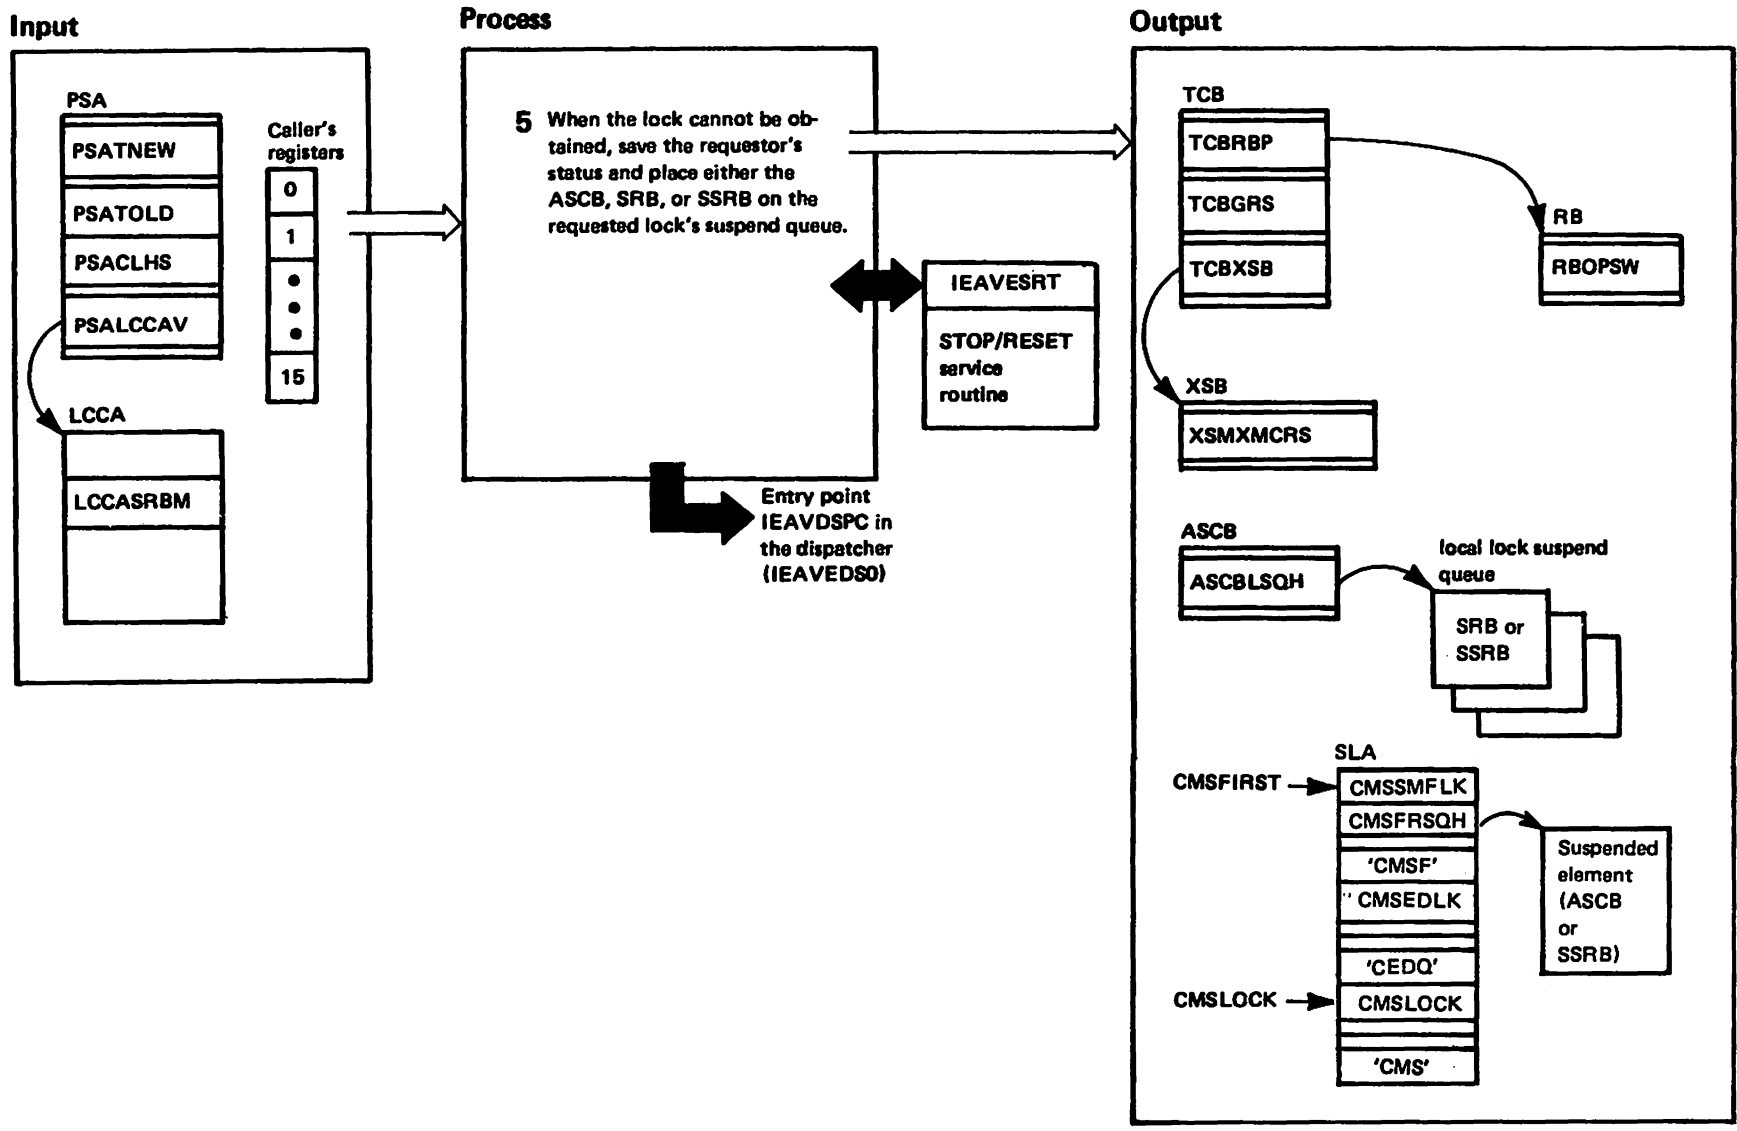 Input
PSA
PSATNEW
PSATOLD
PSACLHS
PSALCCAV
Caller's
registers
0
1
15
LCCA
LCCASRBM
Process
5 When the lock cannot be ob-
tained, save the requestor's
status and place either the
ASCB, SRB, or SSRB on the
requested lock's suspend queue.
IEAVESRT
STOP/RESET
service
routine
Entry point
IEAVDSPC in
the dispatcher
(IEAVEDS0)
Output
TCB
TCBRBP
TCBGRS
TCBXSB
RB
RBOPSW
XSB
XSMXMCRS
ASCB
ASCBLSQH
local lock suspend
queue
SRB or
SSRB
SLA
CMSFIRST
CMSSMFLK
CMSFRSQH
'CMSF'
CMSEDLK
'CEDQ'
CMSLOCK
CMSLOCK
'CMS'
Suspended
element
(ASCB
or
SSRB)